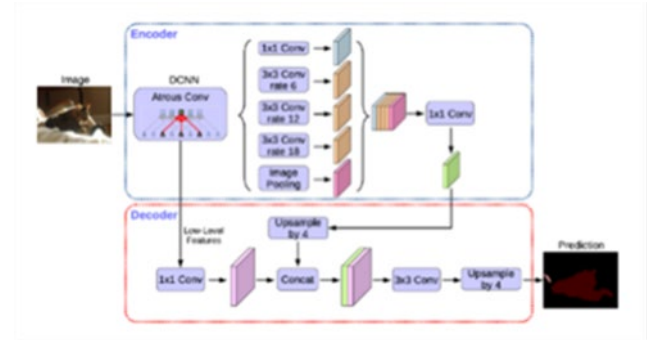 Encoder
Image
DCNN
Atrous Conv
1x1 Conv
3x3 Conv
rate 6
3x3 Conv
rate 12
3x3 Conv
rate 18
Image
Pooling
1x1 Conv
Decoder
Low-Level
Features
Upsample
by 4
1x1 Conv
Concat
3x3 Conv
Upsample
by 4
Prediction